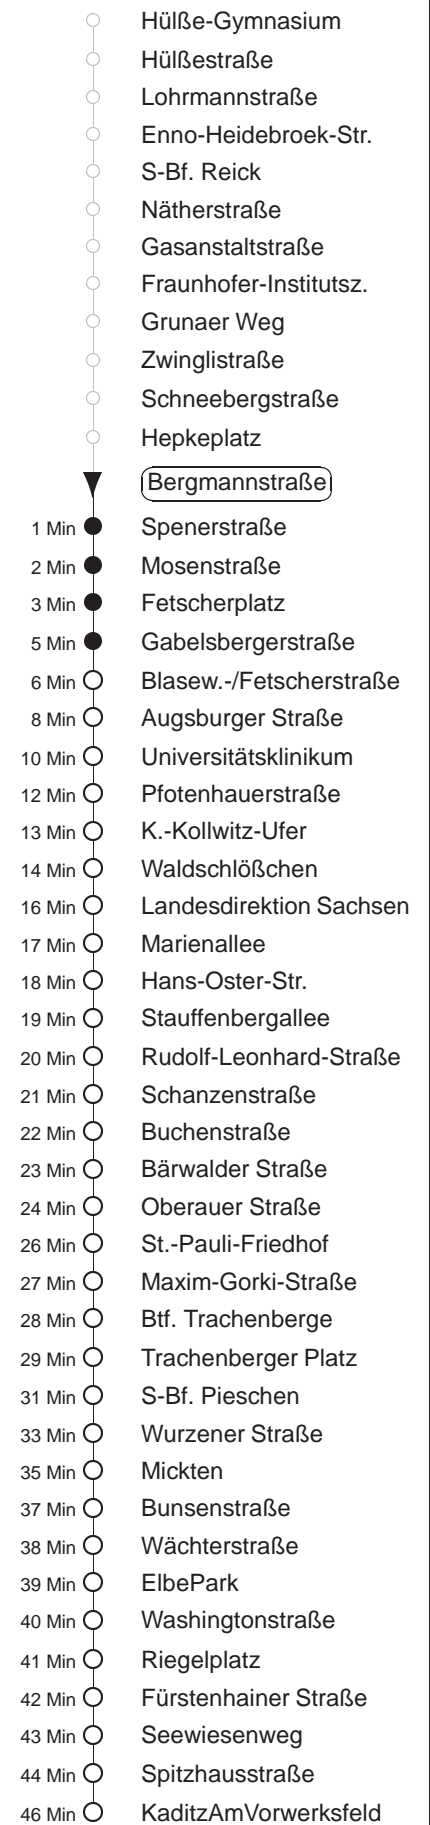 Hülße-Gymnasium
Hülßestraße
Lohrmannstraße
Enno-Heidebroek-Str.
S-Bf. Reick
Nätherstraße
Gasanstaltstraße
Fraunhofer-Institutsz.
Grunaer Weg
Zwinglistraße
Schneebergstraße
Hepkeplatz
Bergmannstraße
1 Min Spenerstraße
2 Min Mosenstraße
3 Min Fetscherplatz
5 Min Gabelsbergerstraße
6 Min Blasew.-/Fetscherstraße
8 Min Augsburger Straße
10 Min Universitätsklinikum
12 Min Pfotenhauerstraße
13 Min K.-Kollwitz-Ufer
14 Min Waldschlößchen
16 Min Landesdirektion Sachsen
17 Min Marienallee
18 Min Hans-Oster-Str.
19 Min Stauffenbergallee
20 Min Rudolf-Leonhard-Straße
21 Min Schanzenstraße
22 Min Buchenstraße
23 Min Bärwalder Straße
24 Min Oberauer Straße
26 Min St.-Pauli-Friedhof
27 Min Maxim-Gorki-Straße
28 Min Btf. Trachenberge
29 Min Trachenberger Platz
31 Min S-Bf. Pieschen
33 Min Wurzener Straße
35 Min Mickten
37 Min Bunsenstraße
38 Min Wächterstraße
39 Min ElbePark
40 Min Washingtonstraße
41 Min Riegelplatz
42 Min Fürstenhainer Straße
43 Min Seewiesenweg
44 Min Spitzhausstraße
46 Min KaditzAmVorwerksfeld